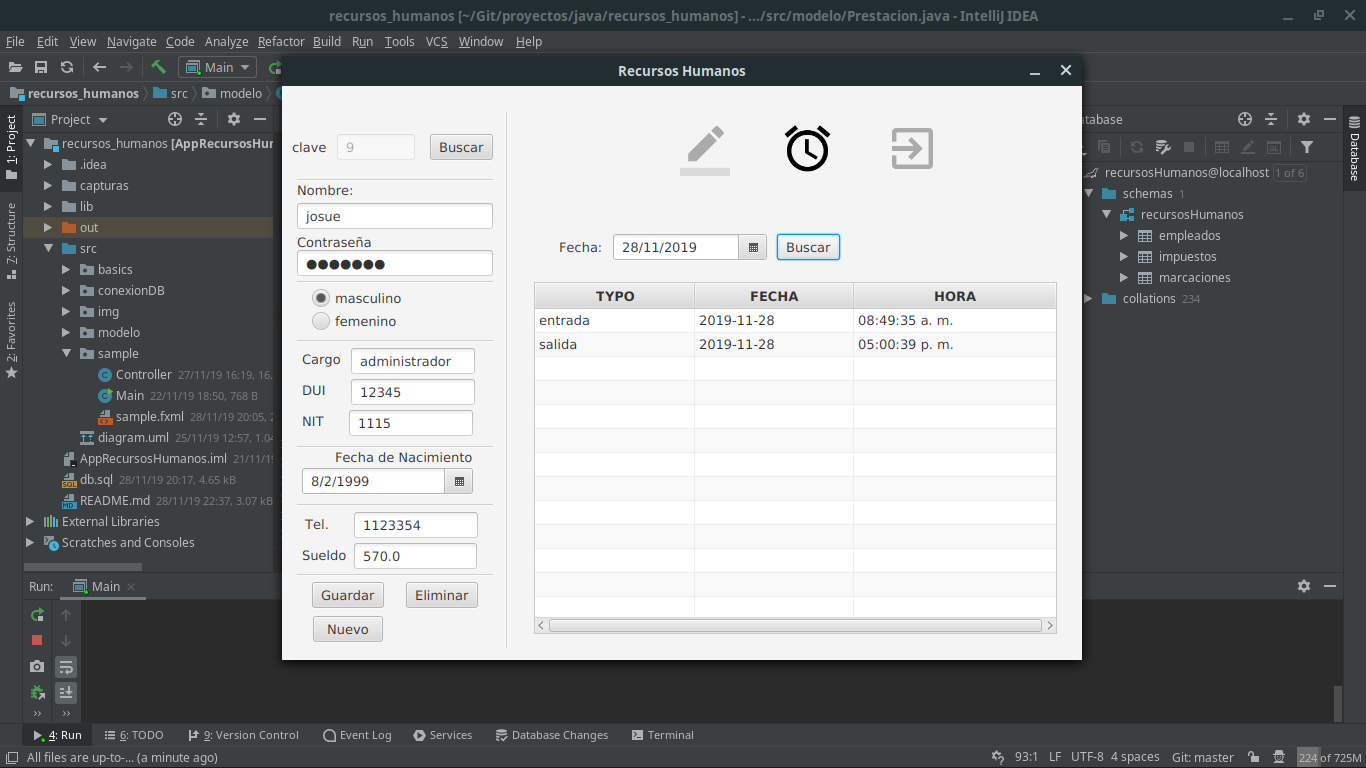 recursos_humanos [~/Git/proyectos/java/recursos_humanos] - .../src/modelo/Prestacion.java - IntelliJ IDEA
File Edit View Navigate Code Analyze Refactor Build Run Tools VCS Window Help
Main
recursos_humanos src modelo
1: Project
Z: Structure
2: Favorites
Project
recursos_humanos [AppRecursosHum
.idea
capturas
lib
out
src
basics
conexionDB
img
modelo
sample
Controller 27/11/19 16:19, 16.
Main 22/11/19 18:50, 768 B
sample.fxml 28/11/19 20:05, 2
diagram.uml 25/11/19 12:57, 1.04
AppRecursosHumanos.iml 21/11/19
db.sql 28/11/19 20:17, 4.65 kB
README.md 28/11/19 22:37, 3.07 kB
External Libraries
Scratches and Consoles
Recursos Humanos
clave 9 Buscar
Nombre:
josue
Contraseña
●●●●●●●
masculino
femenino
Cargo administrador
DUI 12345
NIT 1115
Fecha de Nacimiento
8/2/1999
Tel. 1123354
Sueldo 570.0
Guardar Eliminar
Nuevo
Fecha: 28/11/2019 Buscar
TYPO FECHA HORA
entrada 2019-11-28 08:49:35 a. m.
salida 2019-11-28 05:00:39 p. m.
atabase
Database
QL
recursosHumanos@localhost 1 of 6
schemas 1
recursosHumanos
empleados
impuestos
marcaciones
collations 234
Run: Main
4: Run 6: TODO 9: Version Control Event Log Services Database Changes Terminal
All files are up-to-... (a minute ago) 93:1 LF UTF-8 4 spaces Git: master 224 of 725M